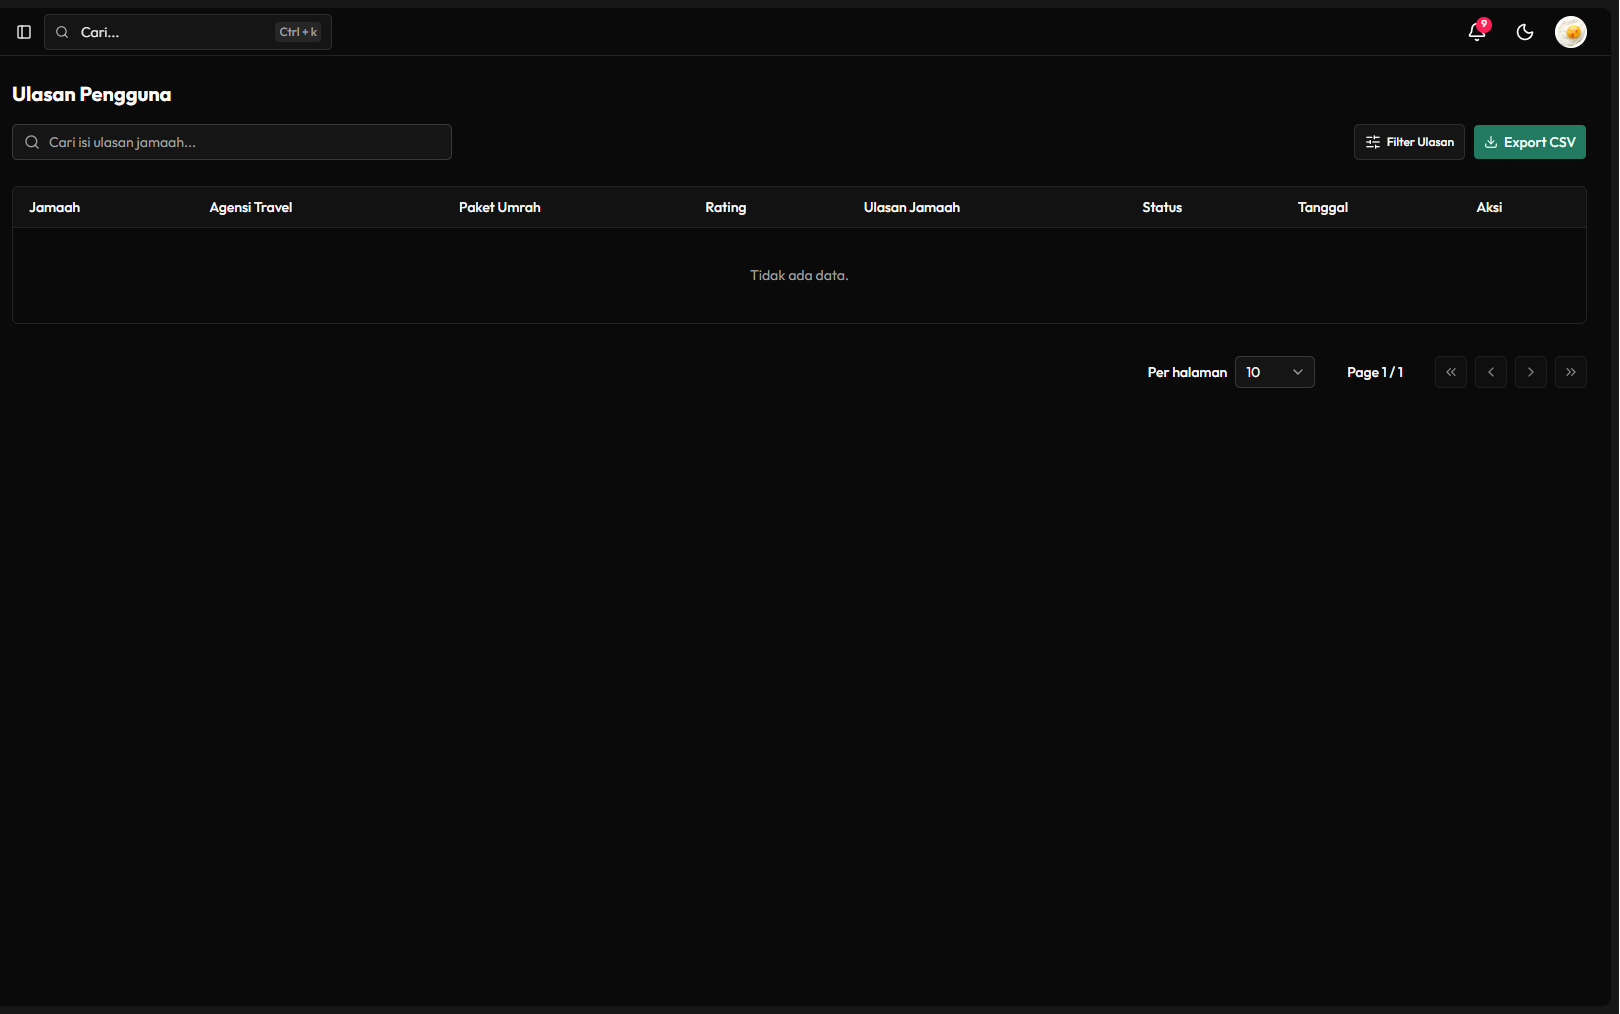 Cari... Ctrl + k 9
Ulasan Pengguna
Cari isi ulasan jamaah... Filter Ulasan Export CSV
Jamaah Agensi Travel Paket Umrah Rating Ulasan Jamaah Status Tanggal Aksi
Tidak ada data.
Per halaman 10 Page 1 / 1